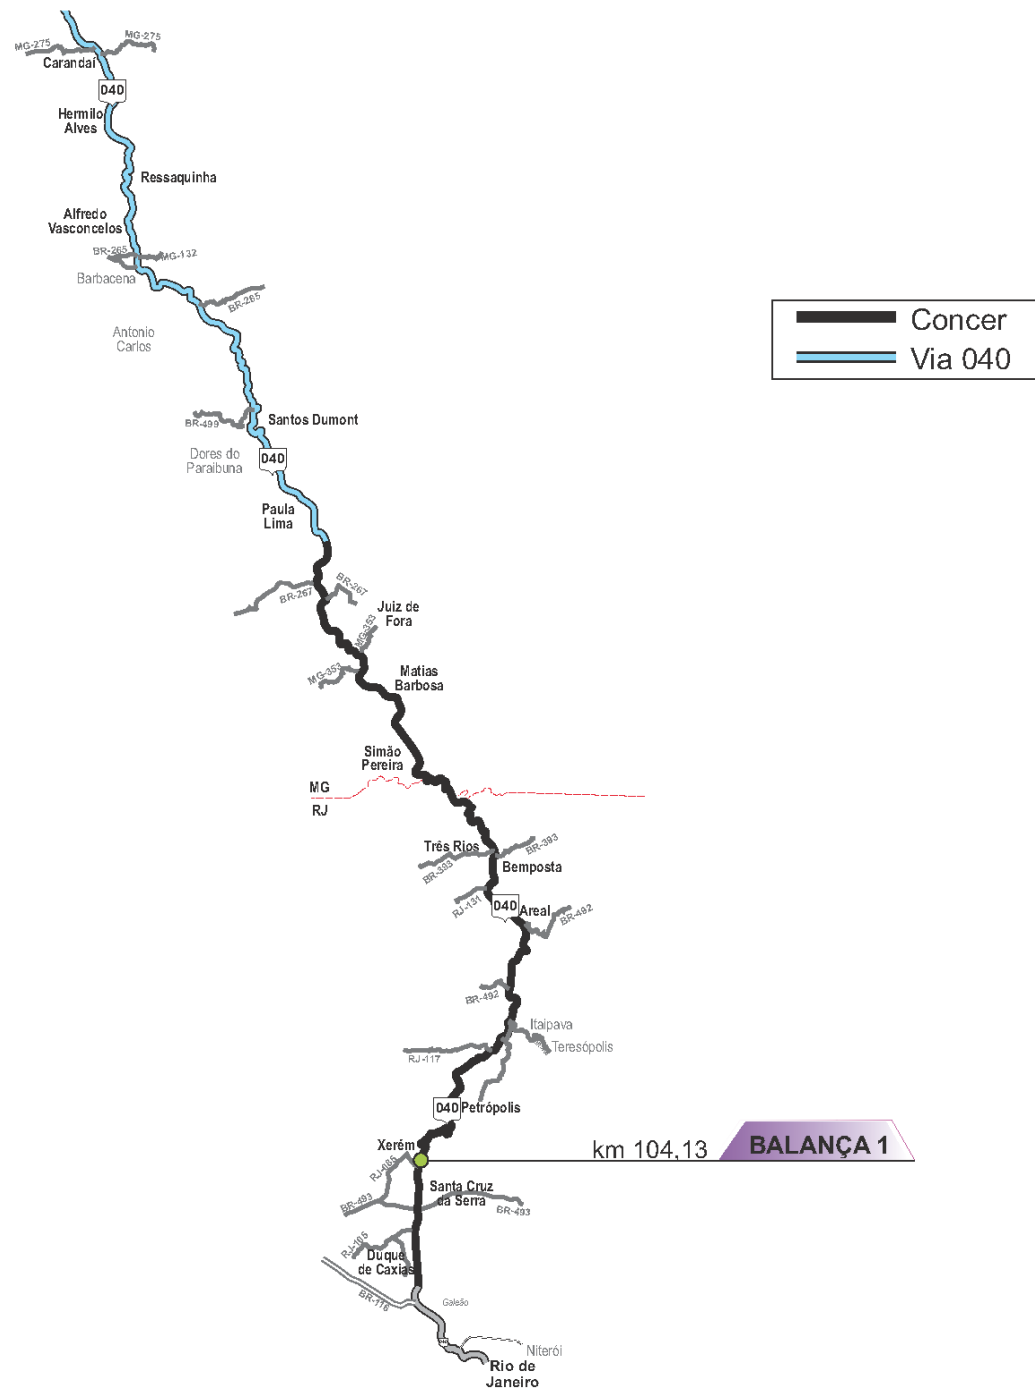 MG-275
MG-275
Carandaí
040
Hermilo
Alves
Ressaquinha
Alfredo
Vasconcelos
BR-265
MG-132
Barbacena
BR-265
Antonio
Carlos
Concer
Via 040
Santos Dumont
BR-499
Dores do
Paraibuna
040
Paula
Lima
BR-267
BR-267
Juiz de
Fora
MG-353
MG-353
Matias
Barbosa
Simão
Pereira
MG
RJ
Três Rios
BR-393
BR-393
Bemposta
RJ-131
040
Areal
BR-492
BR-492
Itaipava
Teresópolis
RJ-117
040
Petrópolis
Xerém
km 104,13
BALANÇA 1
RJ-085
Santa Cruz
da Serra
BR-493
BR-493
RJ-105
Duque
de Caxias
BR-116
Galeão
Niterói
Rio de
Janeiro